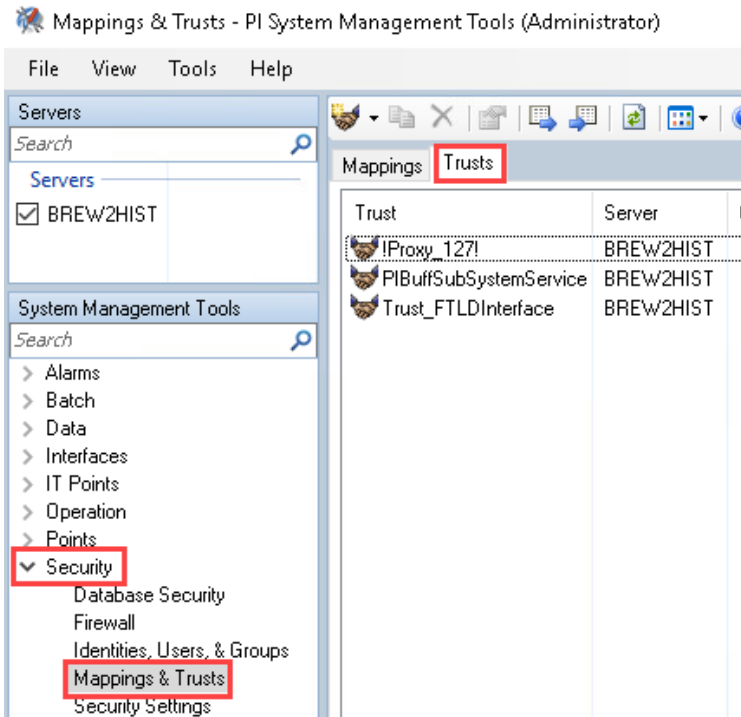 Mappings & Trusts - PI System Management Tools (Administrator)
File View Tools Help
Servers
Search
Servers
BREW2HIST
System Management Tools
Search
Alarms
Batch
Data
Interfaces
IT Points
Operation
Points
Security
Database Security
Firewall
Identities, Users, & Groups
Mappings & Trusts
Security Settings
Mappings Trusts
Trust Server
!Proxy_127! BREW2HIST
PIBuffSubSystemService BREW2HIST
Trust_FTLDInterface BREW2HIST